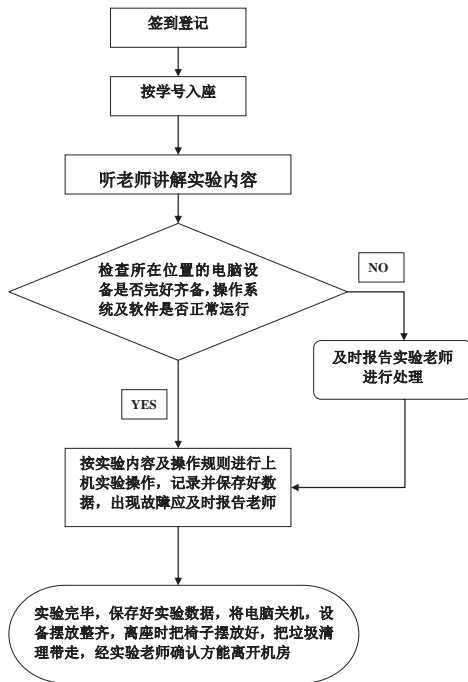 签到登记
按学号入座
听老师讲解实验内容
检查所在位置的电脑设
备是否完好齐备，操作系
统及软件是否正常运行
NO
及时报告实验老师
进行处理
YES
按实验内容及操作规则进行上
机实验操作，记录并保存好数
据，出现故障应及时报告老师
实验完毕，保存好实验数据，将电脑关机，设
备摆放整齐，离座时把椅子摆放好，把垃圾清
理带走，经实验老师确认方能离开机房